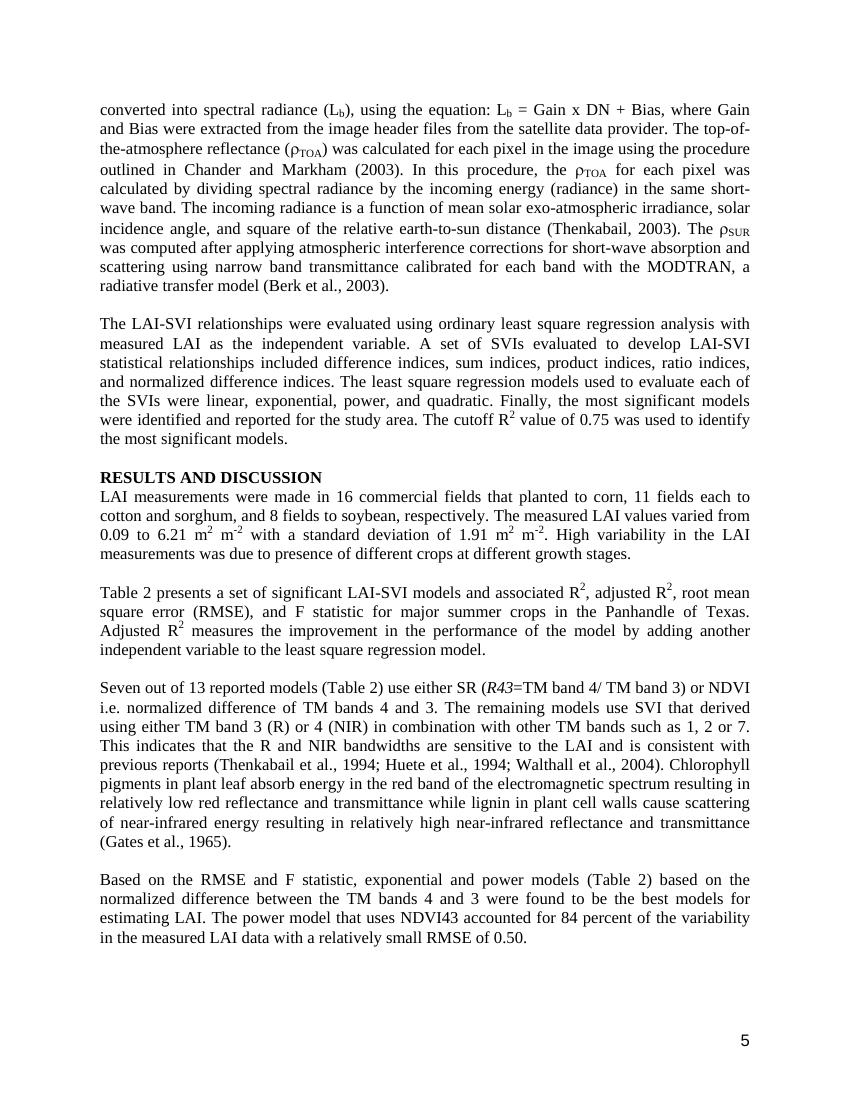 converted into spectral radiance (Lb), using the equation: Lb = Gain x DN + Bias, where Gain
and Bias were extracted from the image header files from the satellite data provider. The top-of-
the-atmosphere reflectance (ρTOA) was calculated for each pixel in the image using the procedure
outlined in Chander and Markham (2003). In this procedure, the ρTOA for each pixel was
calculated by dividing spectral radiance by the incoming energy (radiance) in the same short-
wave band. The incoming radiance is a function of mean solar exo-atmospheric irradiance, solar
incidence angle, and square of the relative earth-to-sun distance (Thenkabail, 2003). The ρSUR
was computed after applying atmospheric interference corrections for short-wave absorption and
scattering using narrow band transmittance calibrated for each band with the MODTRAN, a
radiative transfer model (Berk et al., 2003).
The LAI-SVI relationships were evaluated using ordinary least square regression analysis with
measured LAI as the independent variable. A set of SVIs evaluated to develop LAI-SVI
statistical relationships included difference indices, sum indices, product indices, ratio indices,
and normalized difference indices. The least square regression models used to evaluate each of
the SVIs were linear, exponential, power, and quadratic. Finally, the most significant models
were identified and reported for the study area. The cutoff R² value of 0.75 was used to identify
the most significant models.
RESULTS AND DISCUSSION
LAI measurements were made in 16 commercial fields that planted to corn, 11 fields each to
cotton and sorghum, and 8 fields to soybean, respectively. The measured LAI values varied from
0.09 to 6.21 m² m⁻² with a standard deviation of 1.91 m² m⁻². High variability in the LAI
measurements was due to presence of different crops at different growth stages.
Table 2 presents a set of significant LAI-SVI models and associated R², adjusted R², root mean
square error (RMSE), and F statistic for major summer crops in the Panhandle of Texas.
Adjusted R² measures the improvement in the performance of the model by adding another
independent variable to the least square regression model.
Seven out of 13 reported models (Table 2) use either SR (R43=TM band 4/ TM band 3) or NDVI
i.e. normalized difference of TM bands 4 and 3. The remaining models use SVI that derived
using either TM band 3 (R) or 4 (NIR) in combination with other TM bands such as 1, 2 or 7.
This indicates that the R and NIR bandwidths are sensitive to the LAI and is consistent with
previous reports (Thenkabail et al., 1994; Huete et al., 1994; Walthall et al., 2004). Chlorophyll
pigments in plant leaf absorb energy in the red band of the electromagnetic spectrum resulting in
relatively low red reflectance and transmittance while lignin in plant cell walls cause scattering
of near-infrared energy resulting in relatively high near-infrared reflectance and transmittance
(Gates et al., 1965).
Based on the RMSE and F statistic, exponential and power models (Table 2) based on the
normalized difference between the TM bands 4 and 3 were found to be the best models for
estimating LAI. The power model that uses NDVI43 accounted for 84 percent of the variability
in the measured LAI data with a relatively small RMSE of 0.50.
5